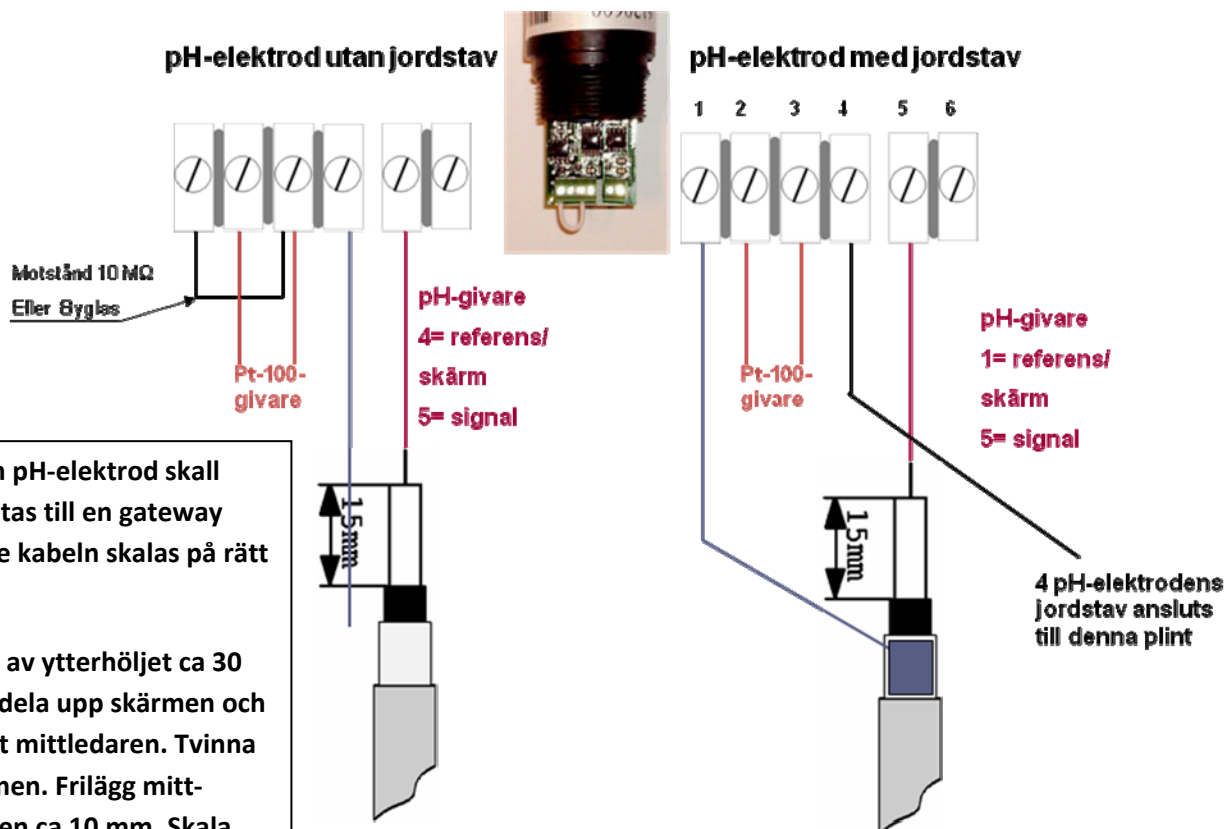 pH-elektrod utan jordstav
pH-elektrod med jordstav
1 2 3 4 5 6
Motstånd 10 MΩ
Eller Byglas
Pt-100-
givare
pH-givare
4= referens/
skärm
5= signal
Pt-100-
givare
pH-givare
1= referens/
skärm
5= signal
15mm
15mm
4 pH-elektrodens
jordstav ansluts
till denna plint
pH-elektrod skall
tas till en gateway
e kabeln skalas på rätt
av ytterhöljet ca 30
dela upp skärmen och
t mittledaren. Tvinna
nen. Frilägg mitt-
en ca 10 mm. Skala